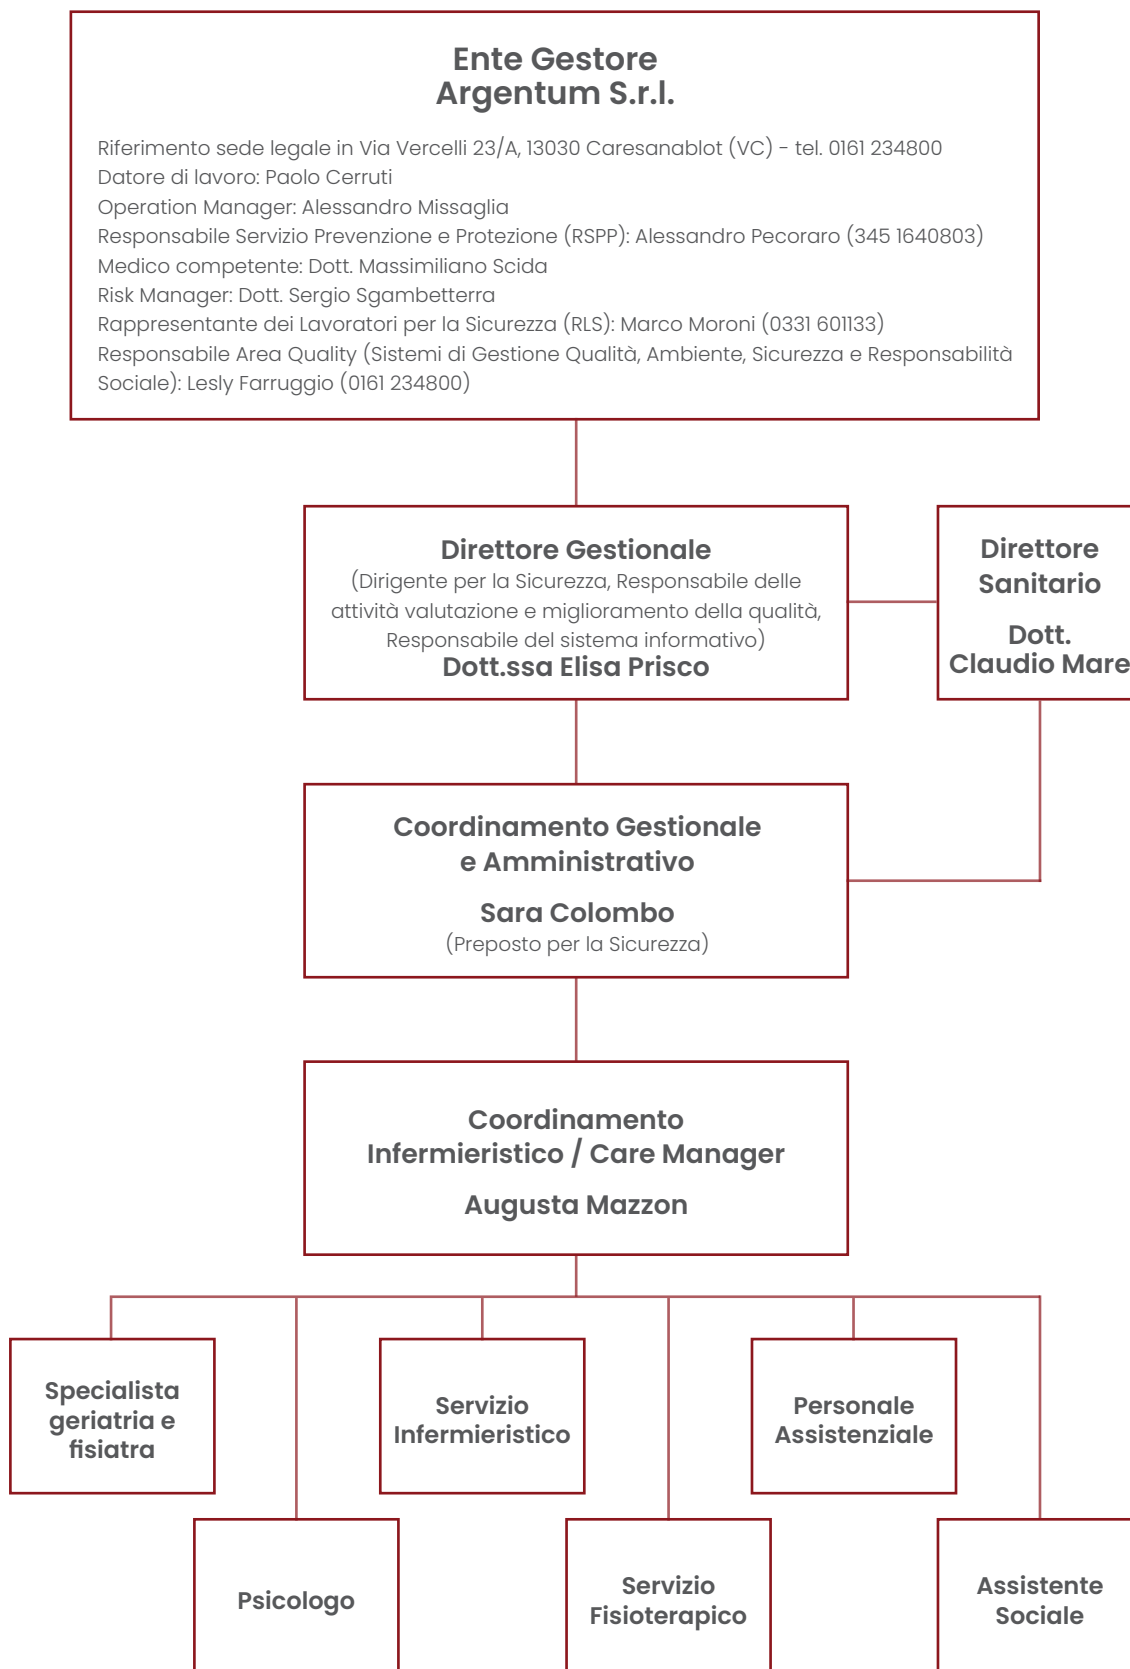 Ente Gestore
Argentum S.r.l.
Riferimento sede legale in Via Vercelli 23/A, 13030 Caresanablot (VC) - tel. 0161 234800
Datore di lavoro: Paolo Cerruti
Operation Manager: Alessandro Missaglia
Responsabile Servizio Prevenzione e Protezione (RSPP): Alessandro Pecoraro (345 1640803)
Medico competente: Dott. Massimiliano Scida
Risk Manager: Dott. Sergio Sgambetterra
Rappresentante dei Lavoratori per la Sicurezza (RLS): Marco Moroni (0331 601133)
Responsabile Area Quality (Sistemi di Gestione Qualità, Ambiente, Sicurezza e Responsabilità
Sociale): Lesly Farruggio (0161 234800)
Direttore Gestionale
(Dirigente per la Sicurezza, Responsabile delle
attività valutazione e miglioramento della qualità,
Responsabile del sistema informativo)
Dott.ssa Elisa Prisco
Direttore
Sanitario
Dott.
Claudio Mare
Coordinamento Gestionale
e Amministrativo
Sara Colombo
(Preposto per la Sicurezza)
Coordinamento
Infermieristico / Care Manager
Augusta Mazzon
Specialista
geriatria e
fisiatra
Servizio
Infermieristico
Personale
Assistenziale
Psicologo
Servizio
Fisioterapico
Assistente
Sociale